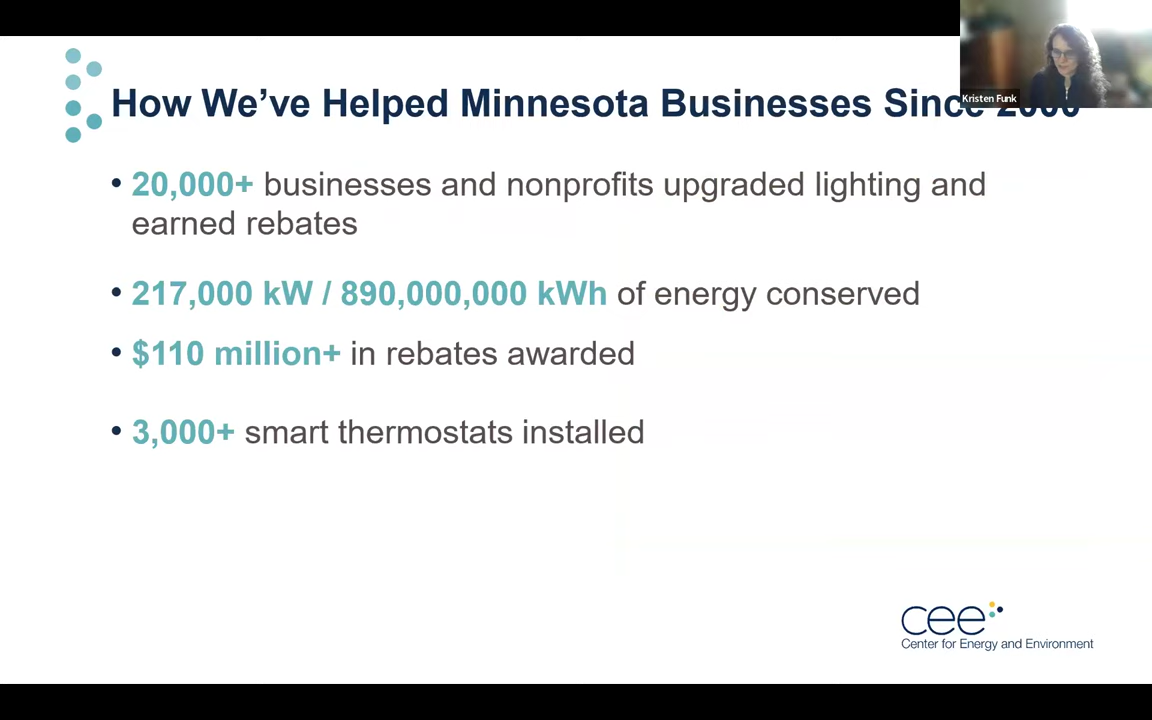 Kristen Funk
How We've Helped Minnesota Businesses Since 2000
• 20,000+ businesses and nonprofits upgraded lighting and
earned rebates
• 217,000 kW / 890,000,000 kWh of energy conserved
• $110 million+ in rebates awarded
• 3,000+ smart thermostats installed
cee
Center for Energy and Environment